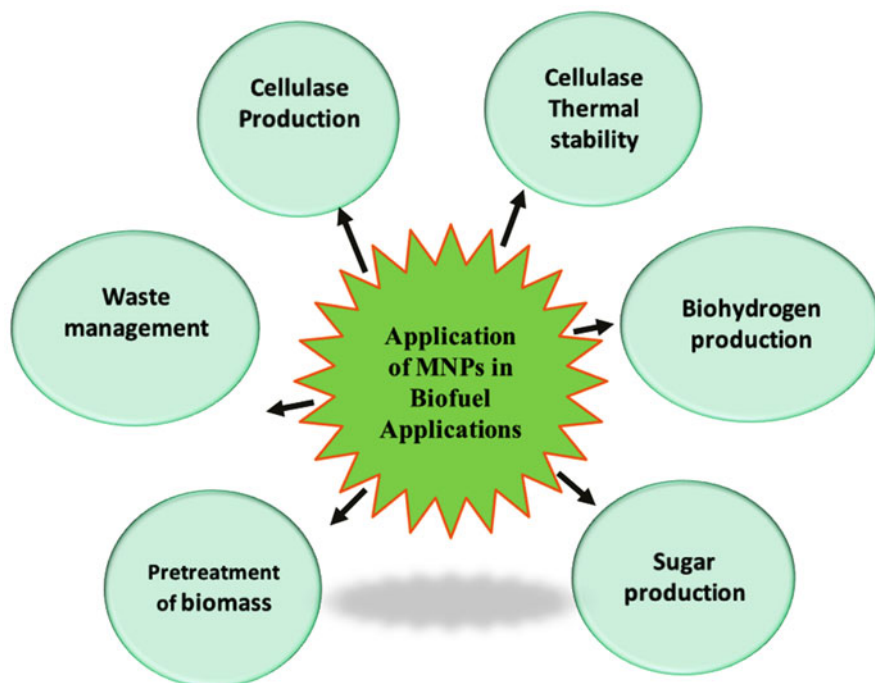 Cellulase
Production
Cellulase
Thermal
stability
Waste
management
Application
of MNPs in
Biofuel
Applications
Biohydrogen
production
Pretreatment
of biomass
Sugar
production